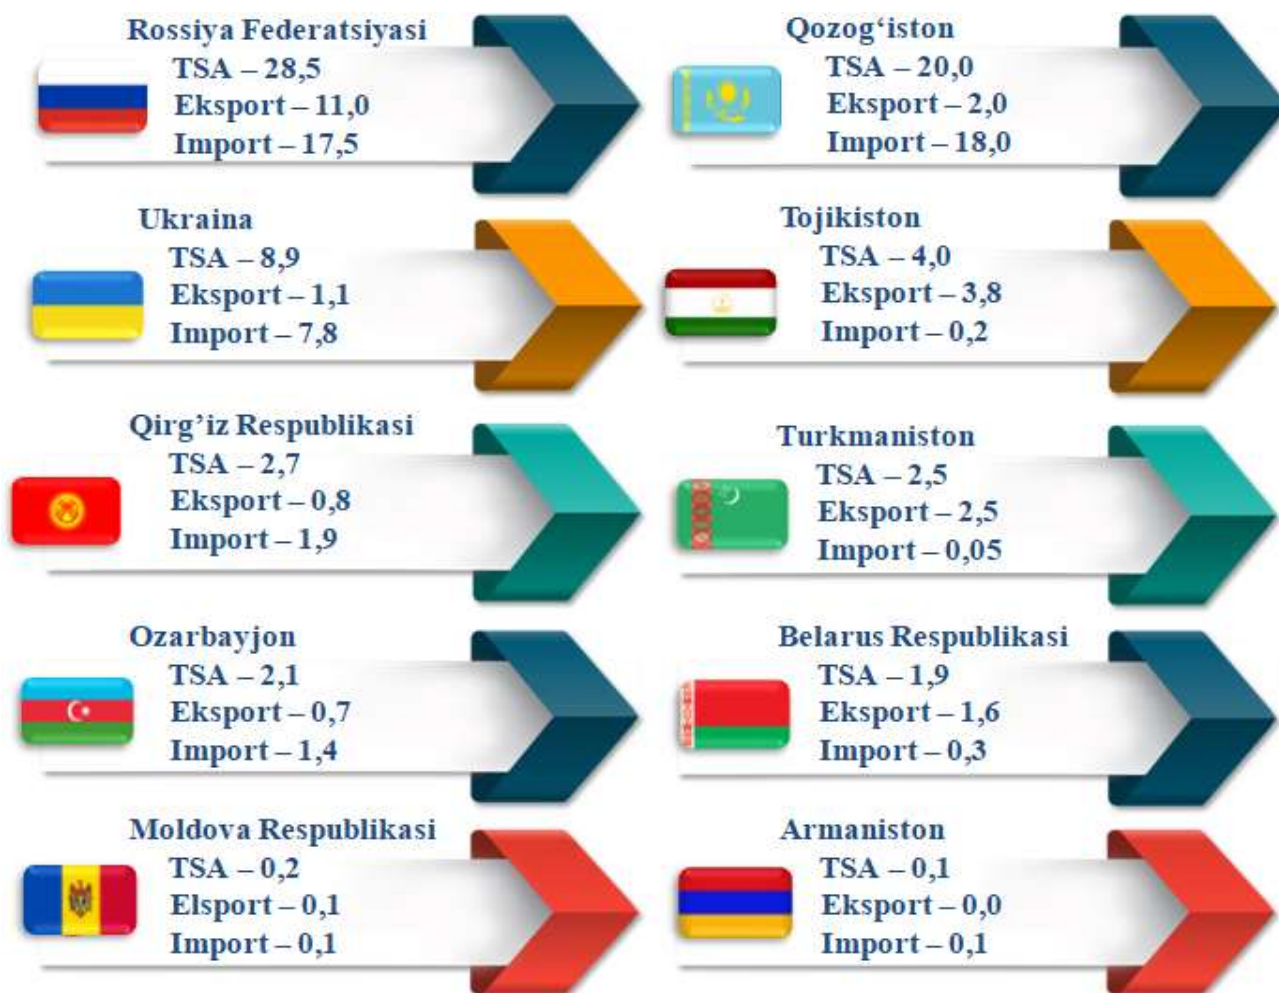 Rossiya Federatsiyasi
TSA – 28,5
Eksport – 11,0
Import – 17,5
Qozog‘iston
TSA – 20,0
Eksport – 2,0
Import – 18,0
Ukraina
TSA – 8,9
Eksport – 1,1
Import – 7,8
Tojikiston
TSA – 4,0
Eksport – 3,8
Import – 0,2
Qirg’iz Respublikasi
TSA – 2,7
Eksport – 0,8
Import – 1,9
Turkmaniston
TSA – 2,5
Eksport – 2,5
Import – 0,05
Ozarbayjon
TSA – 2,1
Eksport – 0,7
Import – 1,4
Belarus Respublikasi
TSA – 1,9
Eksport – 1,6
Import – 0,3
Moldova Respublikasi
TSA – 0,2
Elsport – 0,1
Import – 0,1
Armaniston
TSA – 0,1
Eksport – 0,0
Import – 0,1